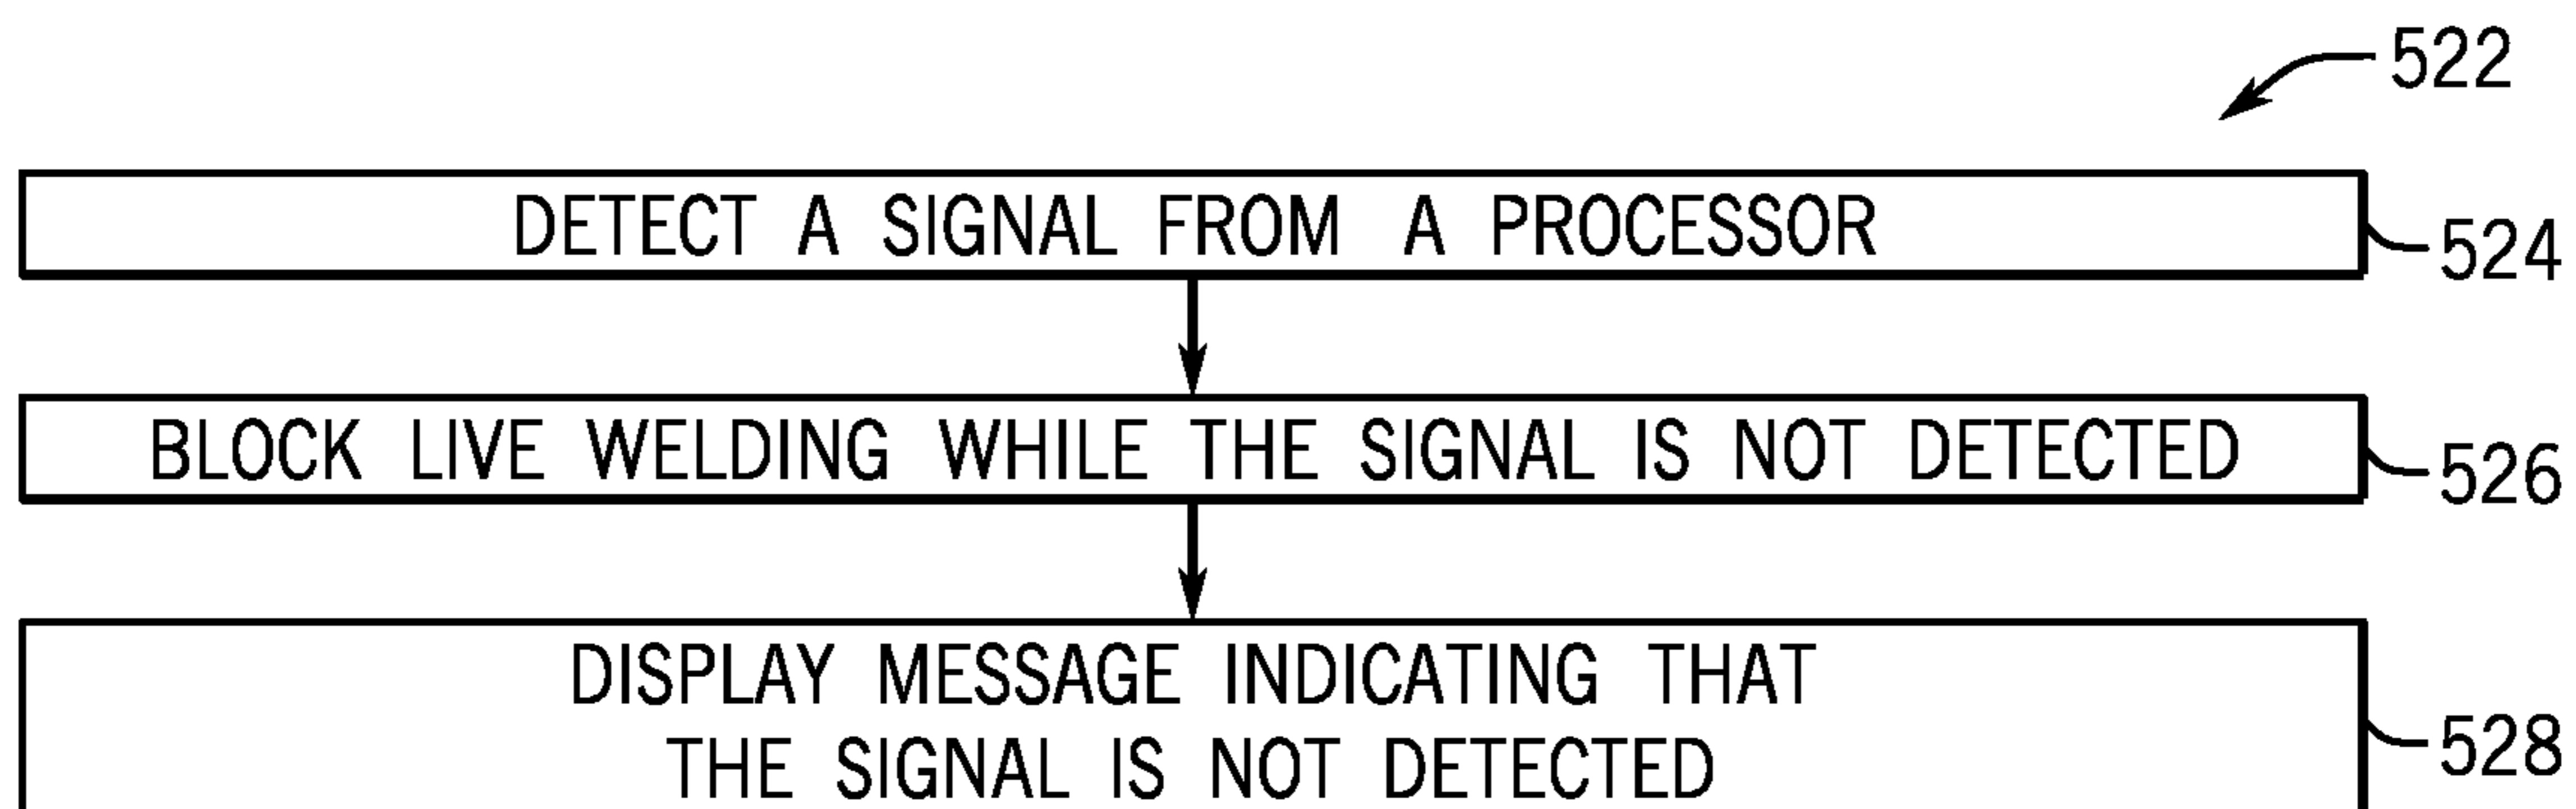 522
DETECT A SIGNAL FROM A PROCESSOR
524
BLOCK LIVE WELDING WHILE THE SIGNAL IS NOT DETECTED
526
DISPLAY MESSAGE INDICATING THAT
THE SIGNAL IS NOT DETECTED
528